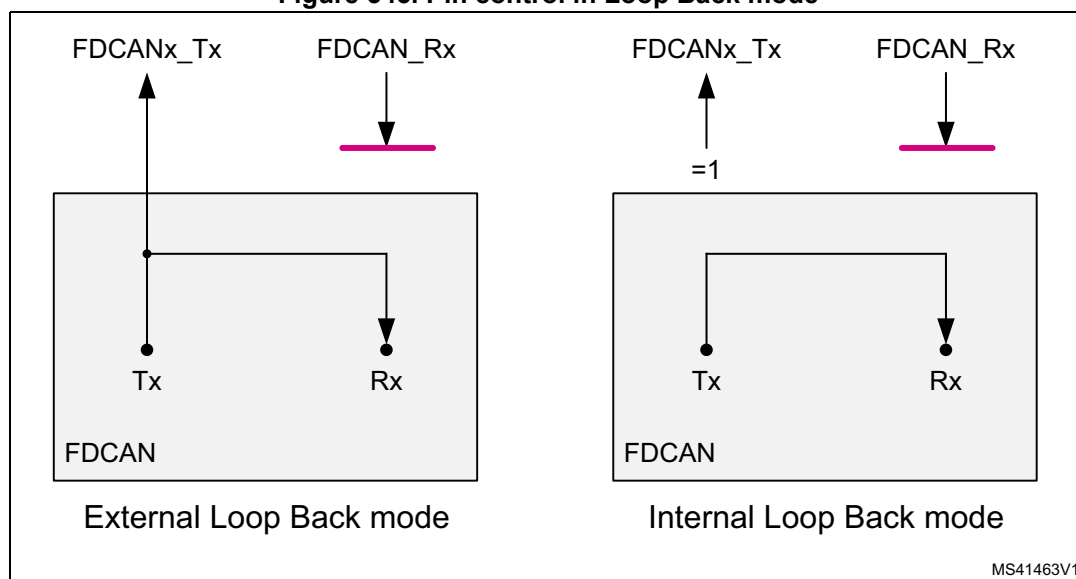 FDCANx_Tx
FDCAN_Rx
Tx
Rx
FDCAN
External Loop Back mode
FDCANx_Tx
FDCAN_Rx
=1
Tx
Rx
FDCAN
Internal Loop Back mode
MS41463V1